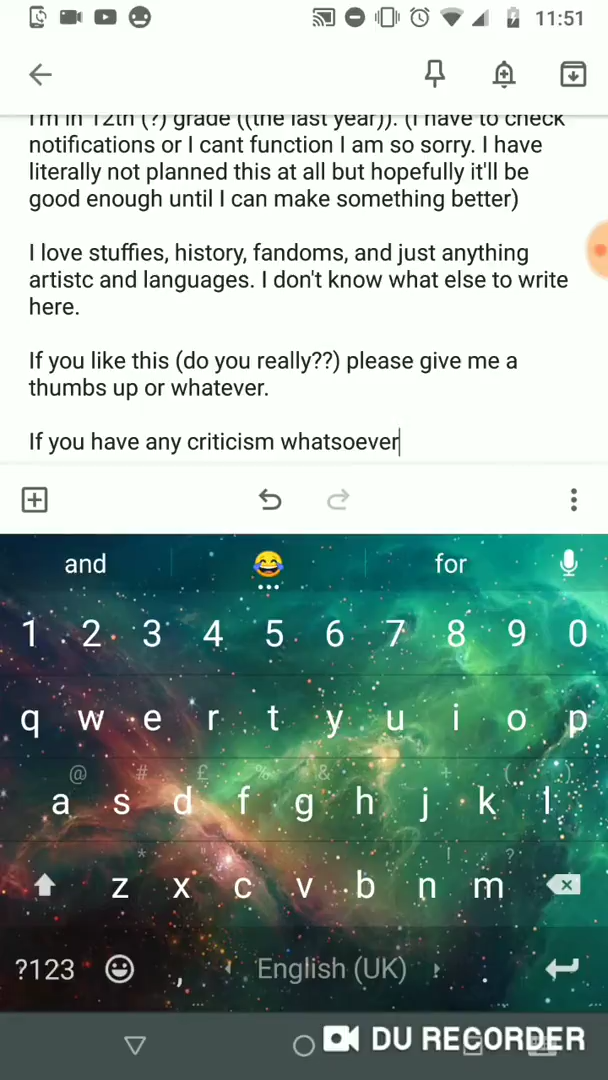 11:51
I'm in 12th (?) grade ((the last year)). (I have to check
notifications or I cant function I am so sorry. I have
literally not planned this at all but hopefully it'll be
good enough until I can make something better)
I love stuffies, history, fandoms, and just anything
artistc and languages. I don't know what else to write
here.
If you like this (do you really??) please give me a
thumbs up or whatever.
If you have any criticism whatsoever
and 😂 for
1 2 3 4 5 6 7 8 9 0
q w e r t y u i o p
@ # £ % & + ( )
a s d f g h j k l
* " ! ?
z x c v b n m
?123 , English (UK) .
DU RECORDER